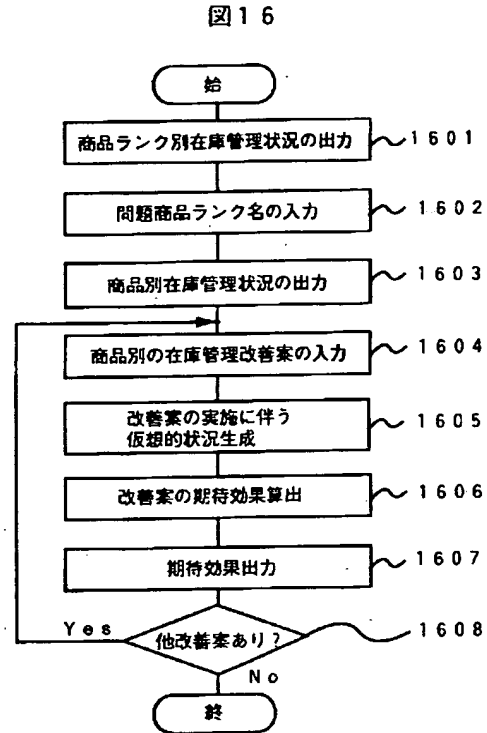 図16
始
商品ランク別在庫管理状況の出力
1601
問題商品ランク名の入力
1602
商品別在庫管理状況の出力
1603
商品別の在庫管理改善案の入力
1604
改善案の実施に伴う
仮想的状況生成
1605
改善案の期待効果算出
1606
期待効果出力
1607
Yes
他改善案あり?
1608
No
終